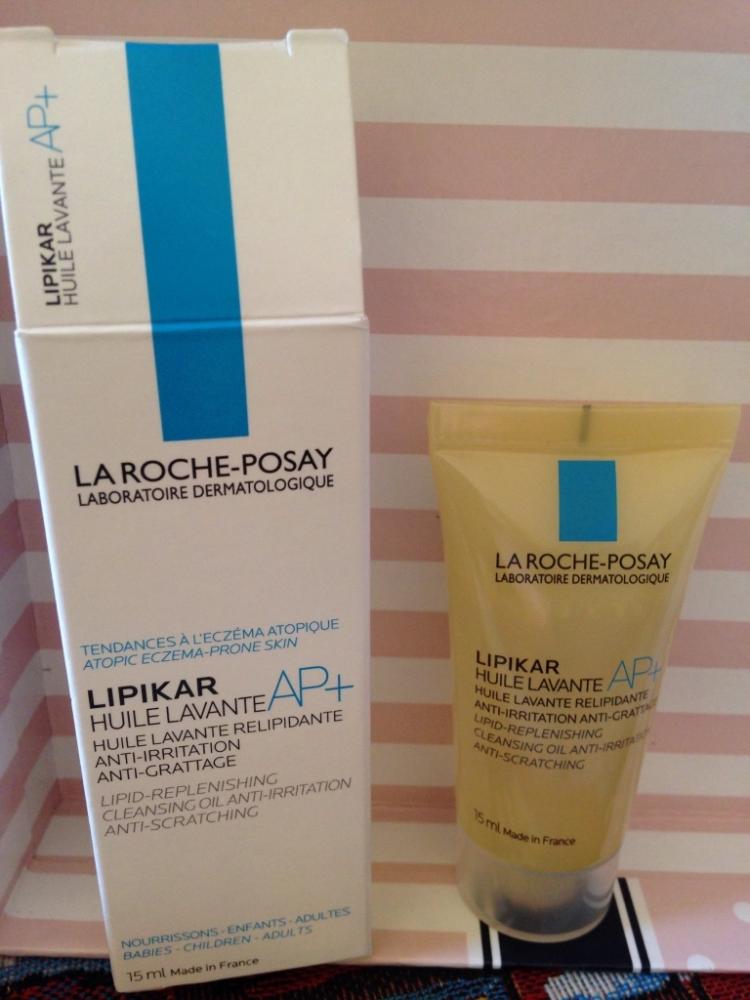 LIPIKAR
HUILE LAVANTE AP+
LA ROCHE-POSAY
LABORATOIRE DERMATOLOGIQUE
TENDANCES À L'ECZÉMA ATOPIQUE
ATOPIC ECZEMA-PRONE SKIN
LIPIKAR
HUILE LAVANTE AP+
HUILE LAVANTE RELIPIDANTE
ANTI-IRRITATION
ANTI-GRATTAGE
LIPID-REPLENISHING
CLEANSING OIL ANTI-IRRITATION
ANTI-SCRATCHING
NOURRISSONS - ENFANTS - ADULTES
BABIES - CHILDREN - ADULTS
15 ml Made in France
LA ROCHE-POSAY
LABORATOIRE DERMATOLOGIQUE
LIPIKAR
HUILE LAVANTE AP+
HUILE LAVANTE RELIPIDANTE
ANTI-IRRITATION ANTI-GRATTAGE
LIPID-REPLENISHING
CLEANSING OIL ANTI-IRRITATION
ANTI-SCRATCHING
15 ml Made in France